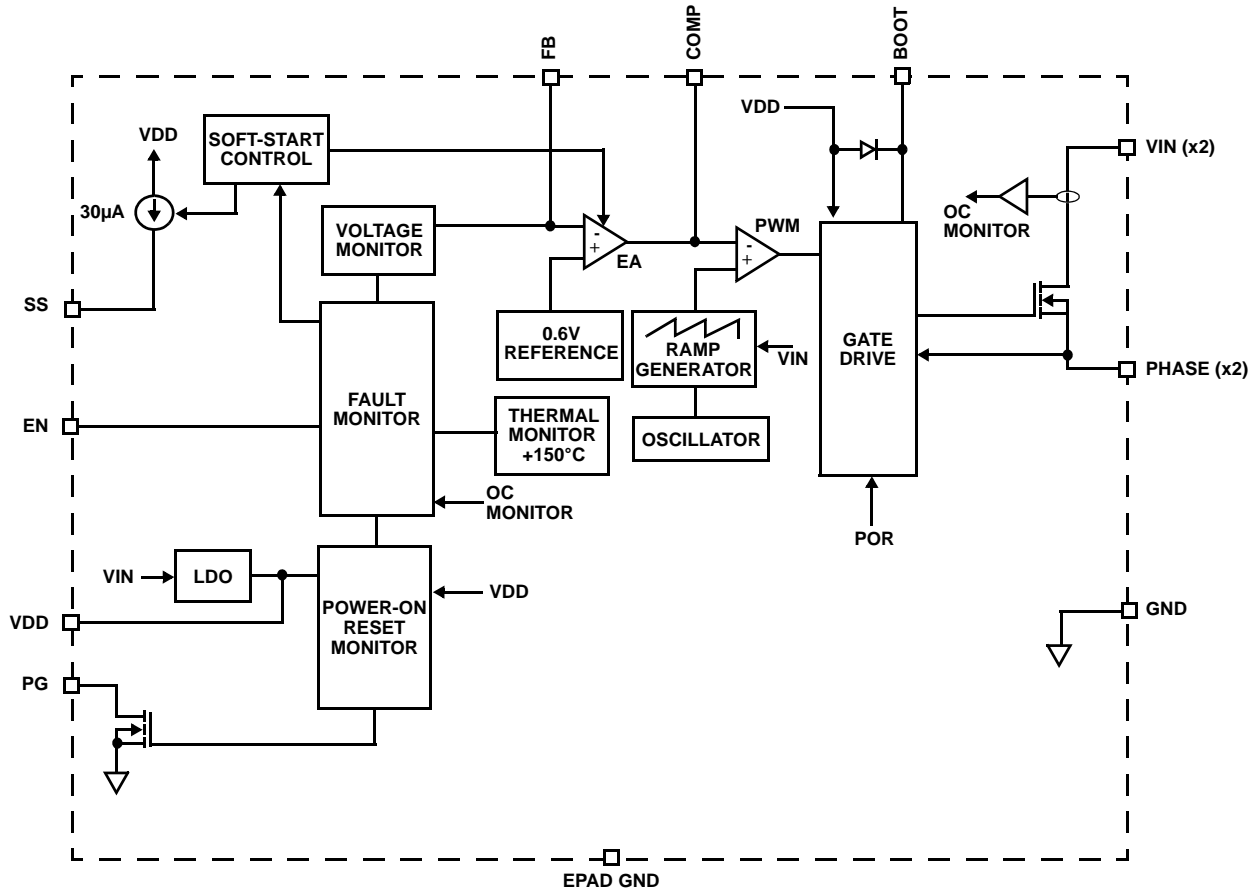 FB
COMP
BOOT
VDD
SOFT-START
CONTROL
VDD
30µA
VIN (x2)
OC
MONITOR
VOLTAGE
MONITOR
-
+
EA
PWM
-
+
SS
0.6V
REFERENCE
RAMP
GENERATOR
VIN
GATE
DRIVE
PHASE (x2)
FAULT
MONITOR
EN
THERMAL
MONITOR
+150°C
OSCILLATOR
OC
MONITOR
POR
VIN
LDO
VDD
POWER-ON
RESET
MONITOR
VDD
GND
PG
EPAD GND